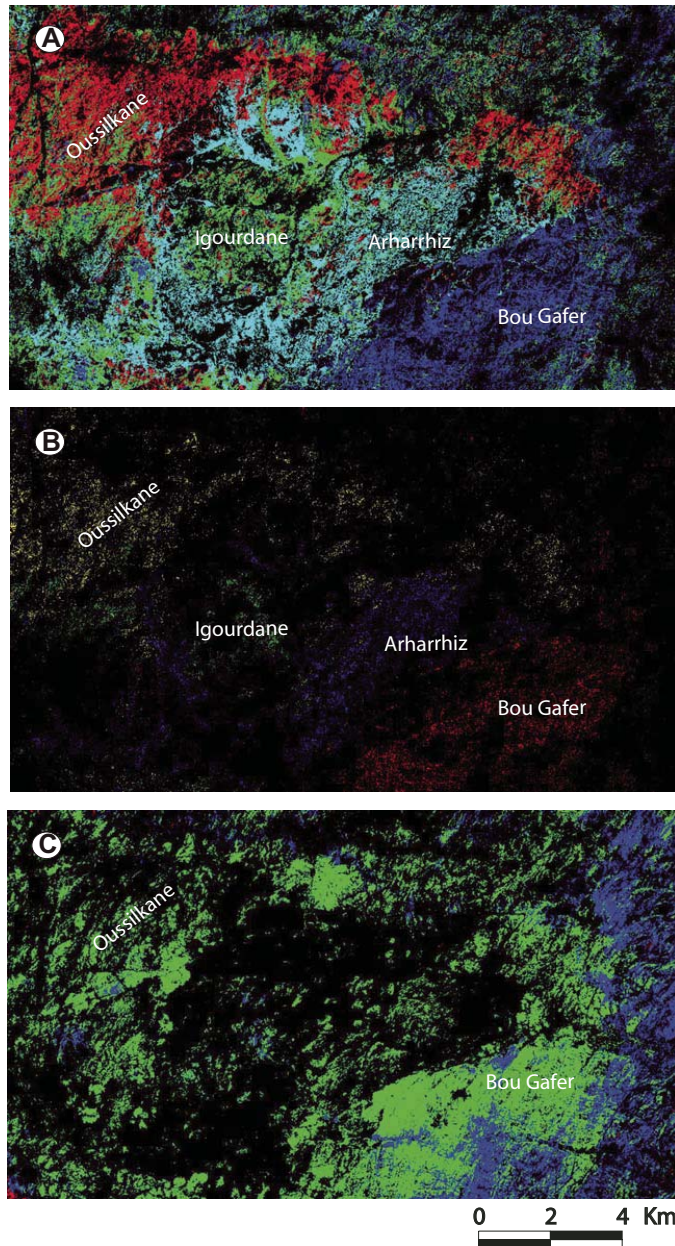 A
Oussilkane
Igourdane
Arharrhiz
Bou Gafer
B
Oussilkane
Igourdane
Arharrhiz
Bou Gafer
C
Oussilkane
Bou Gafer
0 2 4 Km